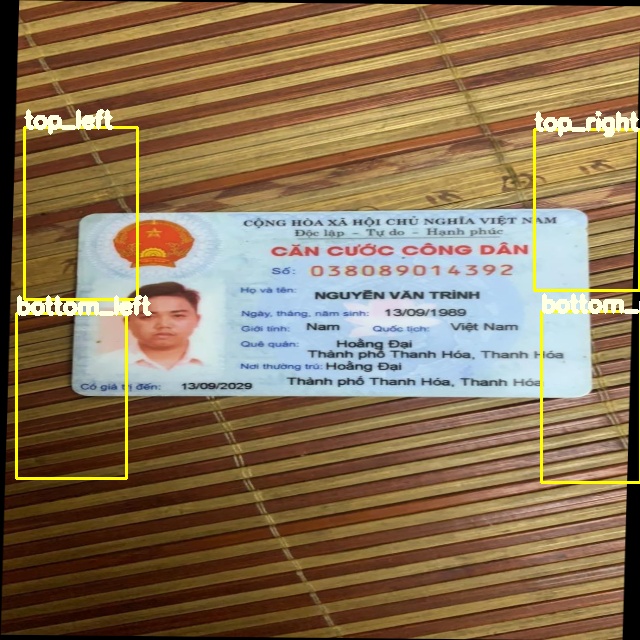 top_left
top_right
CỘNG HÒA XÃ HỘI CHỦ NGHĨA VIỆT NAM
Độc lập - Tự do - Hạnh phúc
CĂN CƯỚC CÔNG DÂN
Số: 038089014392
Họ và tên:
NGUYỄN VĂN TRÌNH
Ngày, tháng, năm sinh: 13/09/1989
Giới tính: Nam Quốc tịch: Việt Nam
Quê quán: Hoằng Đại
Thành phố Thanh Hóa, Thanh Hóa
Nơi thường trú: Hoằng Đại
Có giá trị đến: 13/09/2029 Thành phố Thanh Hóa, Thanh Hóa
bottom_left